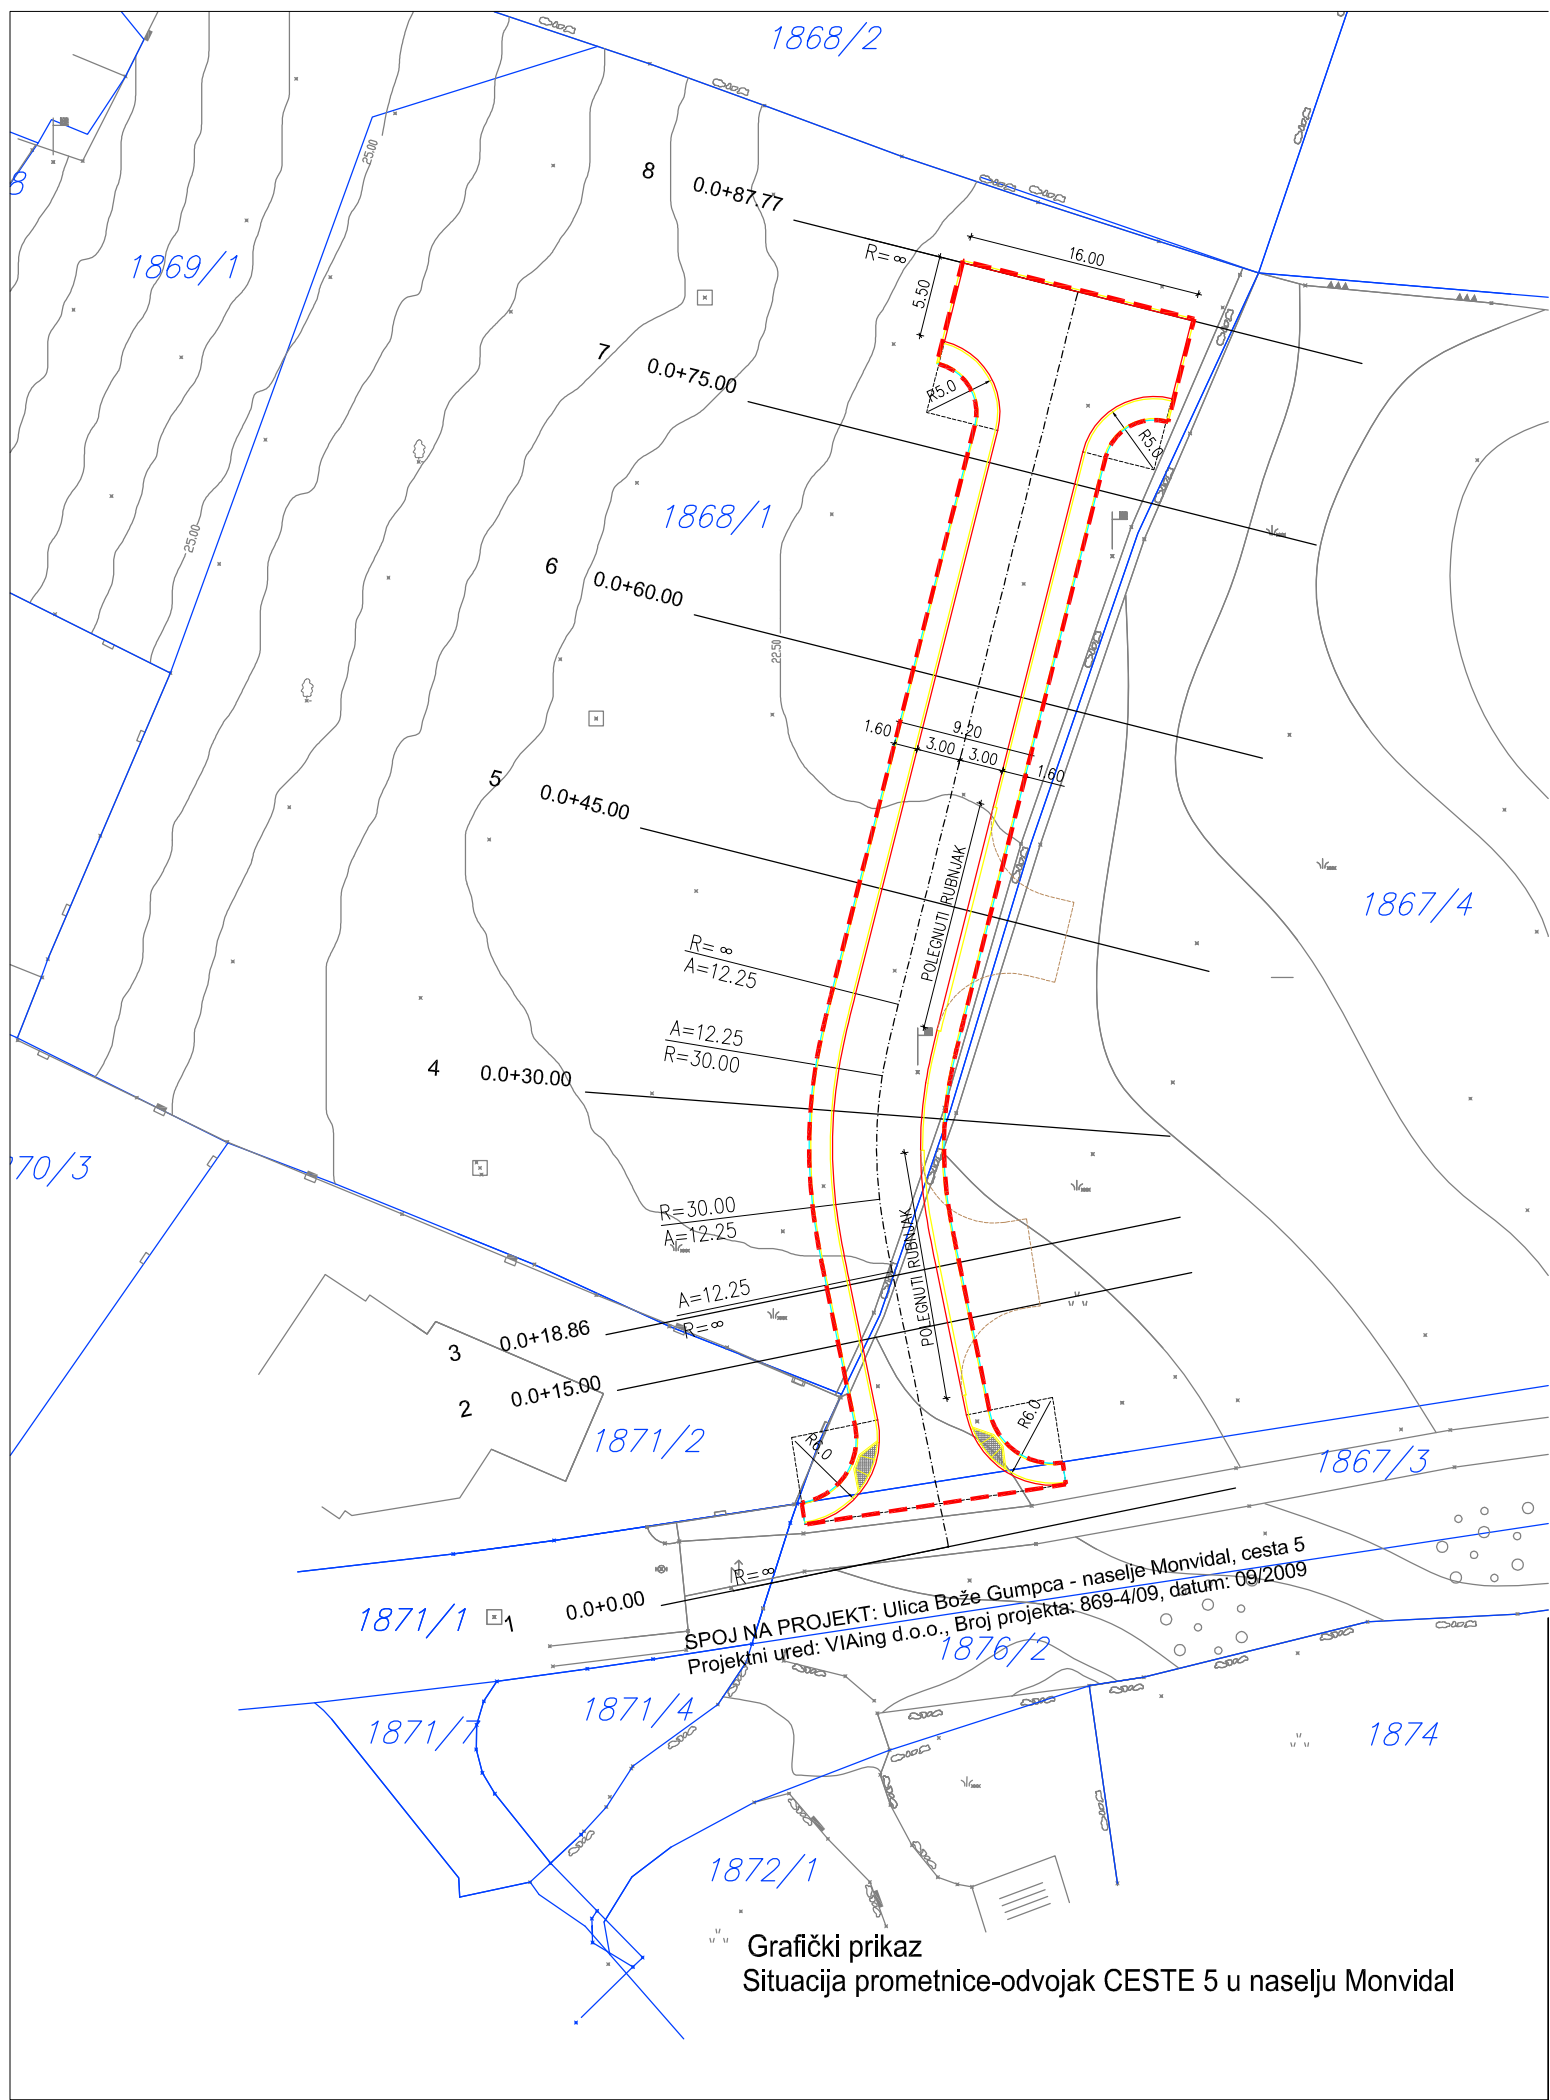 1868/2
25.00
8
8 0.0+87.77
1869/1
R=∞
16.00
5.50
7 0.0+75.00
R5.0
R5.0
1868/1
25.00
6 0.0+60.00
22.50
9.20
1.60 3.00 3.00 1.60
5 0.0+45.00
POLEGNUTI RUBNJAK
1867/4
R=∞
A=12.25
A=12.25
R=30.00
4 0.0+30.00
70/3
R=30.00
A=12.25
POLEGNUTI RUBNJAK
A=12.25
R=∞
3 0.0+18.86
2 0.0+15.00
R6.0
R6.0
1871/2
1867/3
R=∞
1 0.0+0.00
1871/1
SPOJ NA PROJEKT: Ulica Bože Gumpca - naselje Monvidal, cesta 5
Projektni ured: VIAing d.o.o., Broj projekta: 869-4/09, datum: 09/2009
1876/2
1871/4
1871/7
1874
1872/1
Grafički prikaz
Situacija prometnice-odvojak CESTE 5 u naselju Monvidal